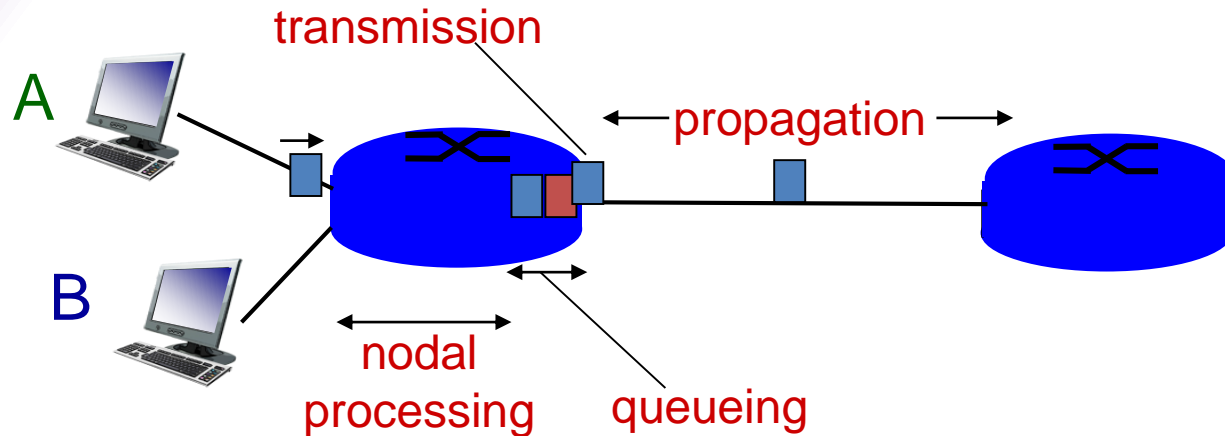 transmission
A
propagation
B
nodal
processing
queueing